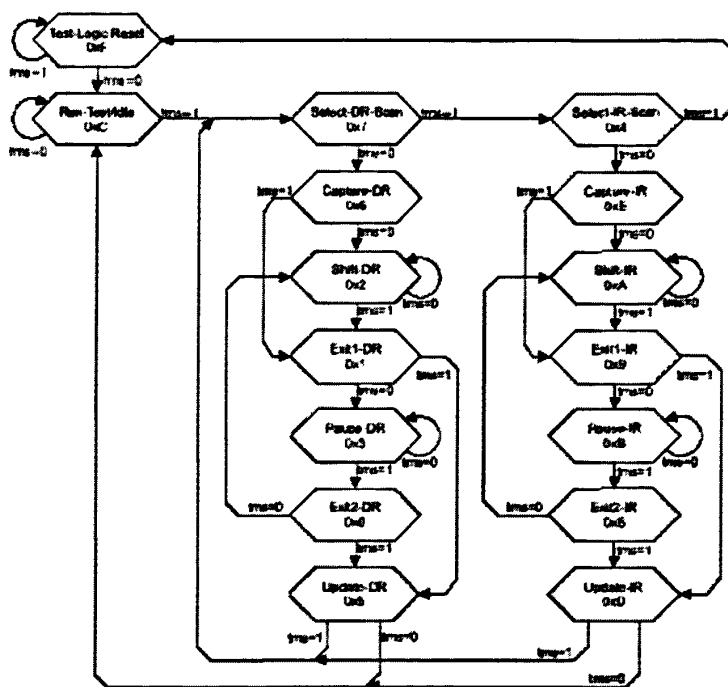 Test-Logic Reset
0xF
tms=1
tms=0
Run-Test/Idle
0xC
tms=0
tms=1
Select-DR-Scan
0x7
tms=1
Select-IR-Scan
0x4
tms=1
tms=0
tms=0
tms=1
Capture-DR
0x6
tms=1
Capture-IR
0xE
tms=0
tms=0
Shift-DR
0x2
tms=0
Shift-IR
0xA
tms=0
tms=1
tms=1
Exit1-DR
0x1
tms=1
Exit1-IR
0x9
tms=1
tms=0
tms=0
Pause-DR
0x3
tms=0
Pause-IR
0xB
tms=0
tms=1
tms=1
tms=0
Exit2-DR
tms=0
Exit2-IR
tms=1
tms=1
Update-DR
0x5
Update-IR
0xD
tms=1
tms=0
tms=1
tms=0